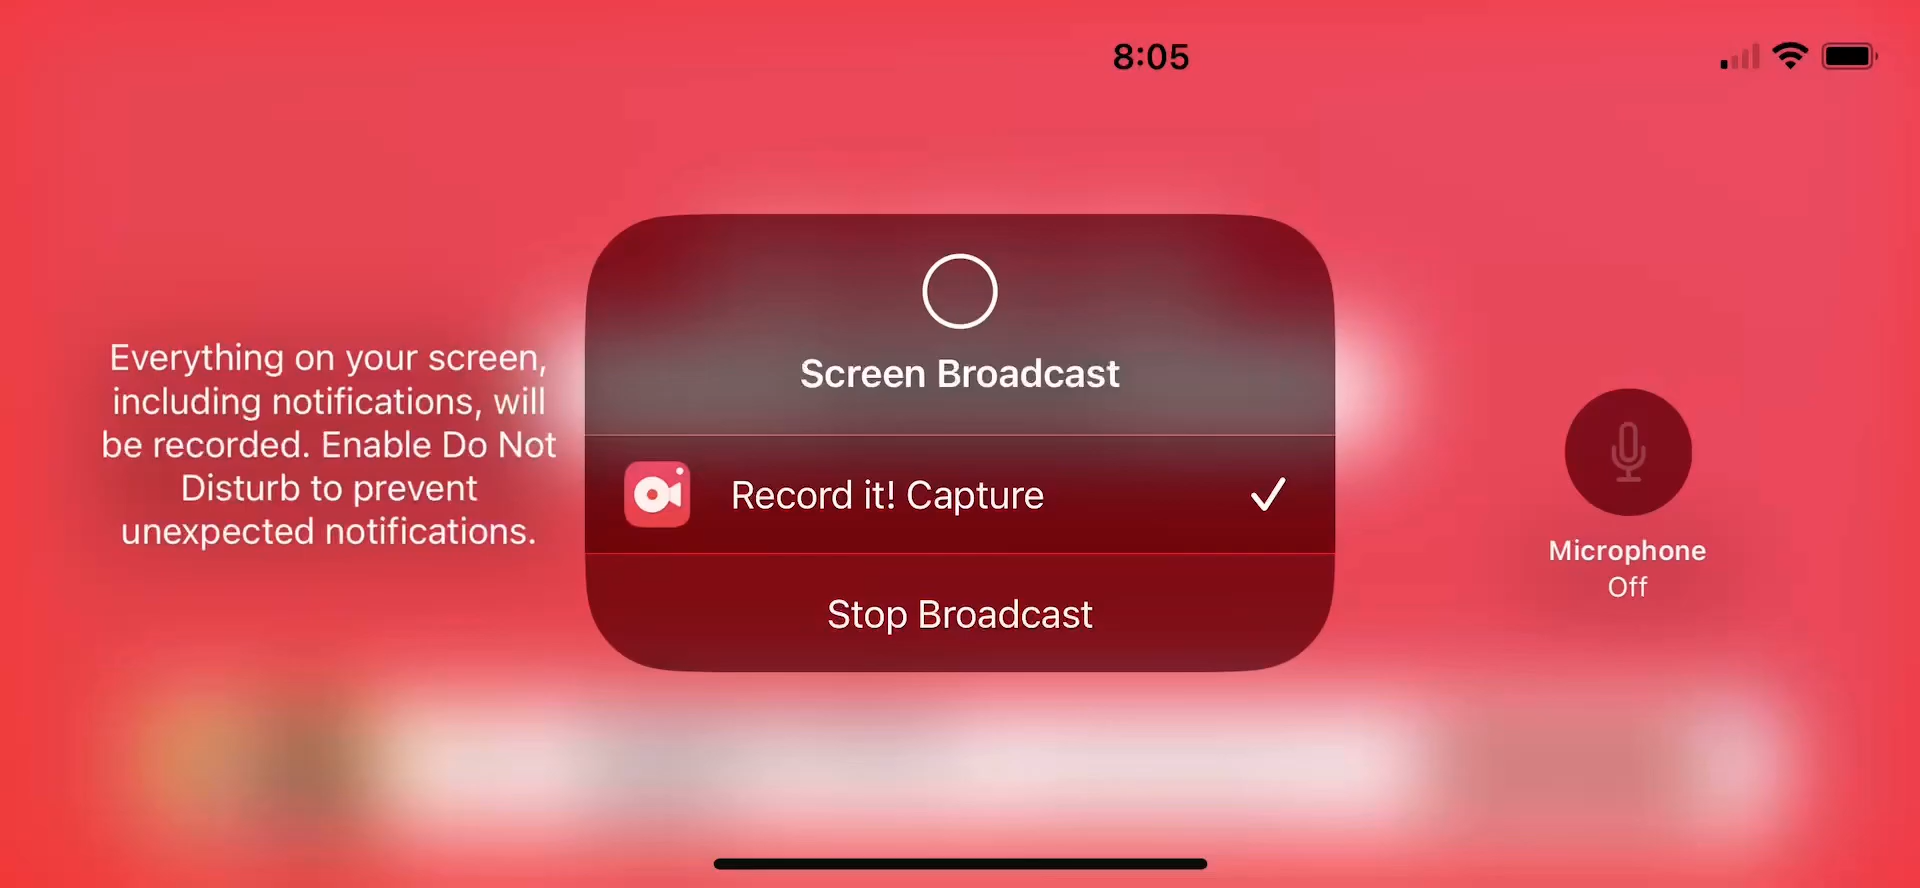 8:05
Everything on your screen,
including notifications, will
be recorded. Enable Do Not
Disturb to prevent
unexpected notifications.
Screen Broadcast
Record it! Capture
Stop Broadcast
Microphone
Off